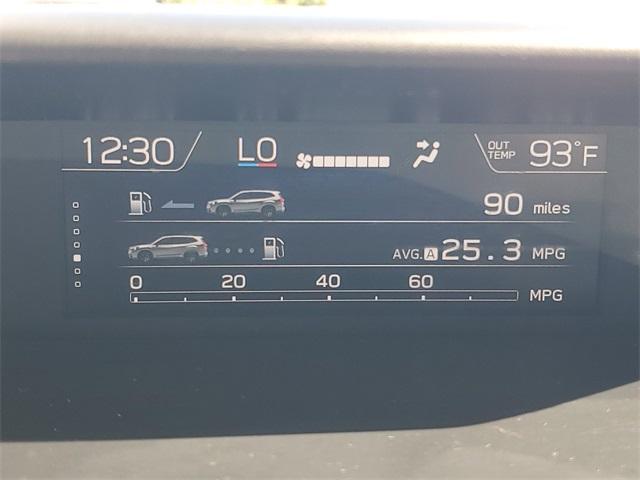 12:30 LO OUT TEMP 93°F
90 miles
AVG. A 25.3 MPG
0 20 40 60
MPG